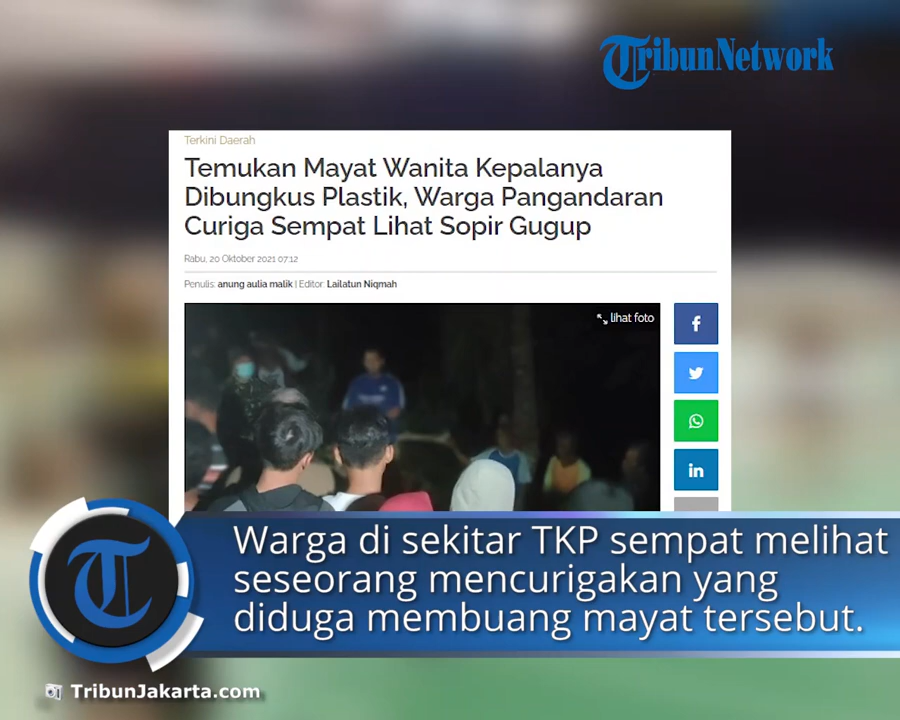 TribunNetwork
Terkini Daerah
Temukan Mayat Wanita Kepalanya
Dibungkus Plastik, Warga Pangandaran
Curiga Sempat Lihat Sopir Gugup
Rabu, 20 Oktober 2021 07:12
Penulis: anung aulia malik | Editor: Lailatun Niqmah
lihat foto
Warga di sekitar TKP sempat melihat
seseorang mencurigakan yang
diduga membuang mayat tersebut.
TribunJakarta.com